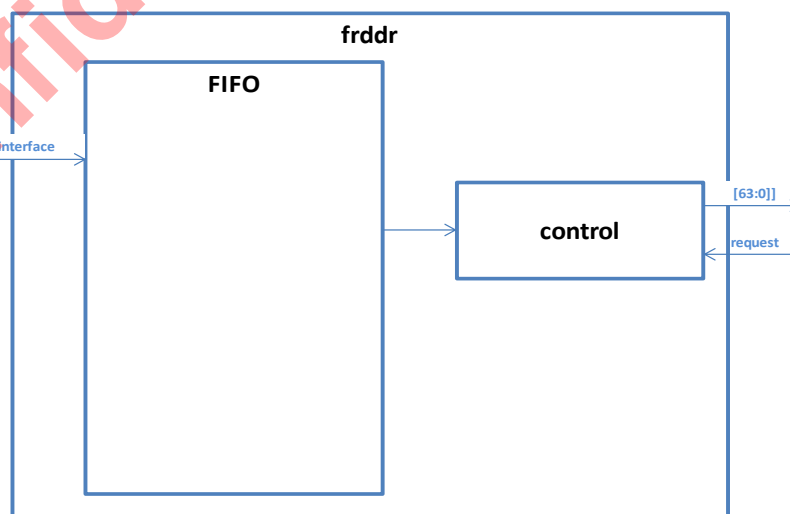 frddr
FIFO
interface
[63:0]]
control
request